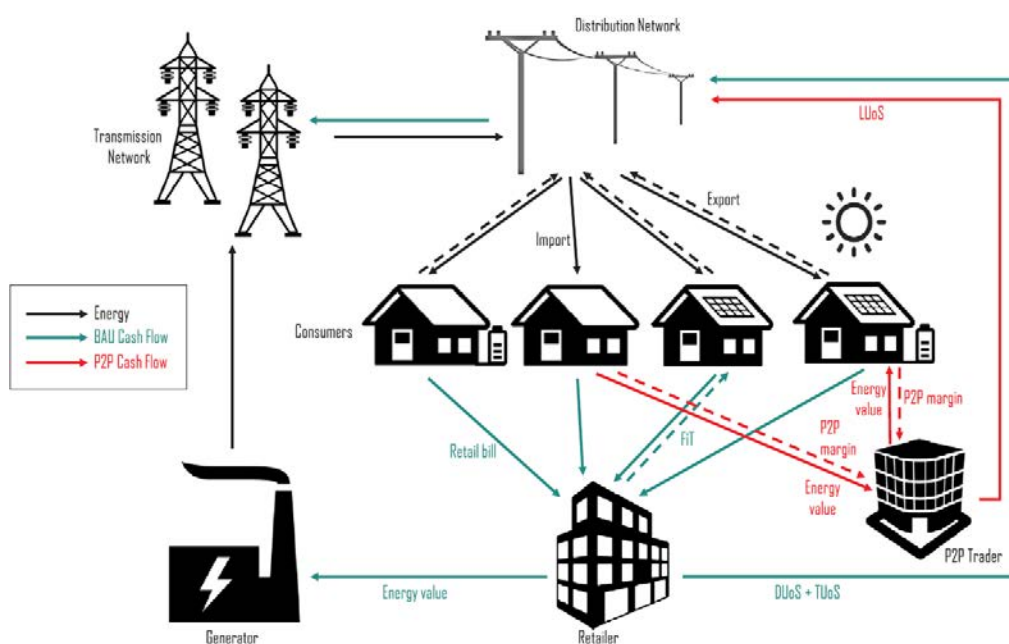 Distribution Network
LUoS
Transmission
Network
Export
Import
Energy
BAU Cash Flow
P2P Cash Flow
Consumers
Energy
value
P2P margin
Retail bill
FiT
P2P
margin
Energy
value
P2P Trader
Energy value
DUoS + TUoS
Generator
Retailer